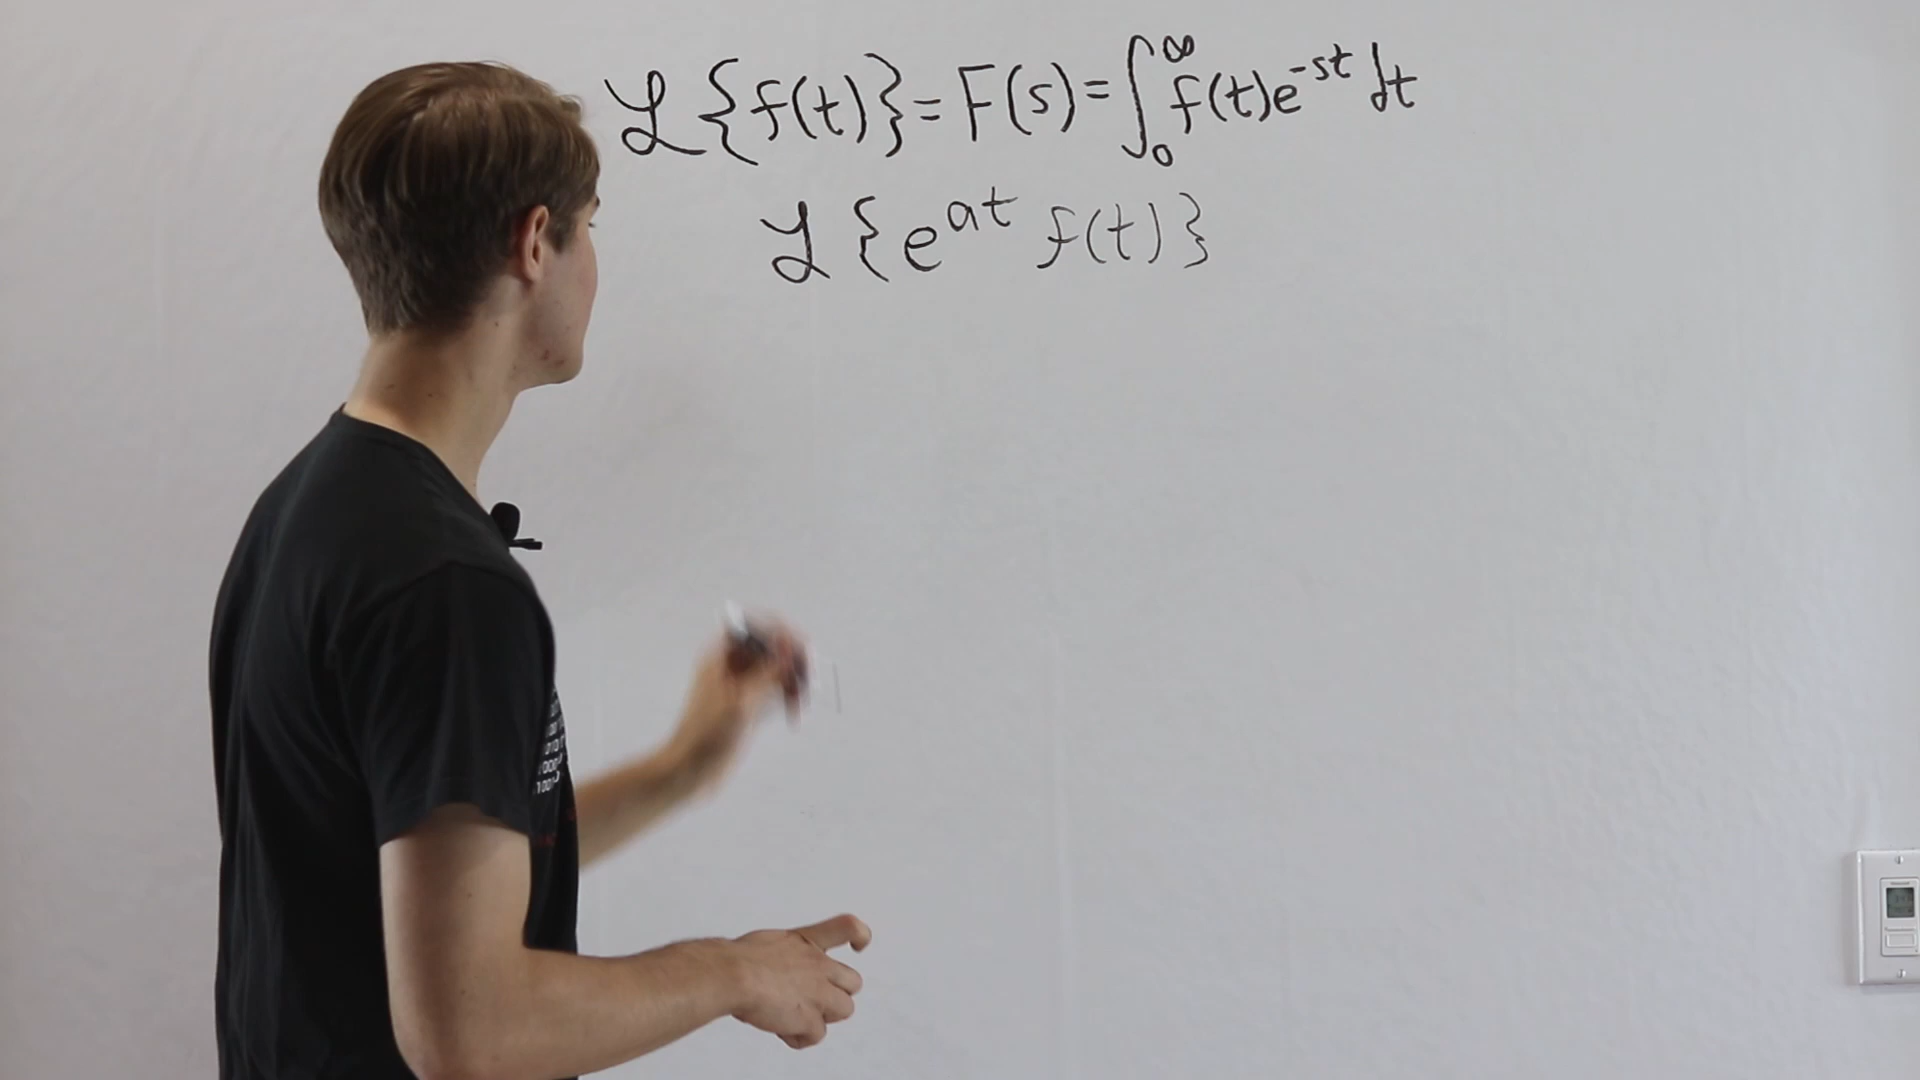 ℒ{f(t)} = F(s) = ∫₀^∞ f(t)e^{-st} dt
ℒ{e^{at} f(t)}